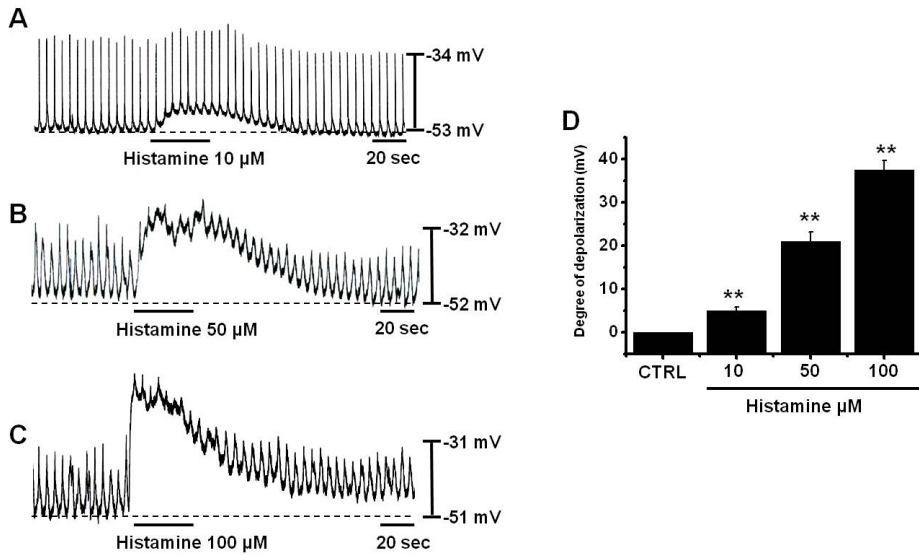 A
-34 mV
-53 mV
Histamine 10 µM
20 sec
B
-32 mV
-52 mV
Histamine 50 µM
20 sec
C
-31 mV
-51 mV
Histamine 100 µM
20 sec
D
Degree of depolarization (mV)
40
30
20
10
0
**
**
**
CTRL
10
50
100
Histamine µM